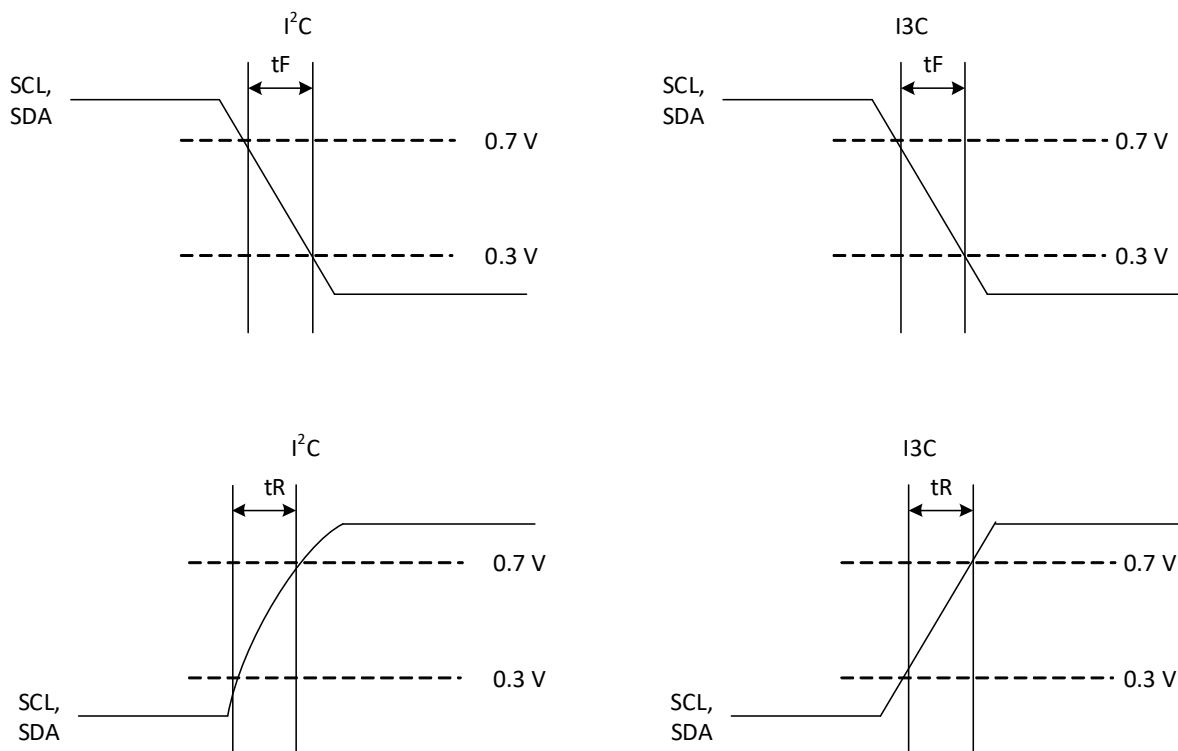 I²C
tF
SCL,
SDA
0.7 V
0.3 V
I3C
tF
SCL,
SDA
0.7 V
0.3 V
I²C
tR
0.7 V
0.3 V
SCL,
SDA
I3C
tR
0.7 V
0.3 V
SCL,
SDA